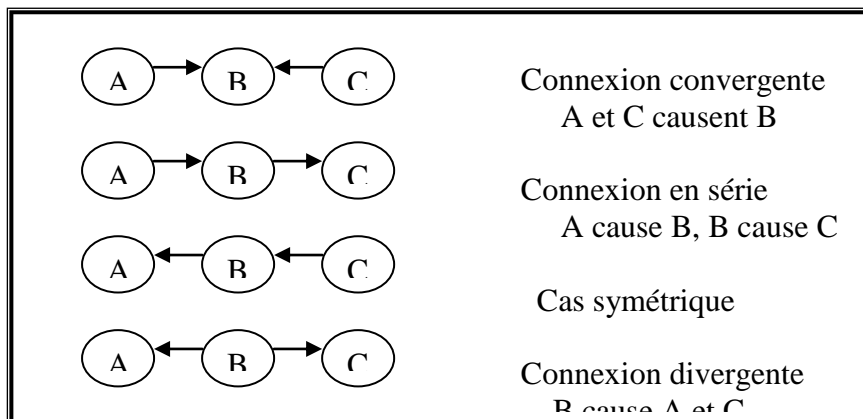 A B C
Connexion convergente
A et C causent B
A B C
Connexion en série
A cause B, B cause C
A B C
Cas symétrique
A B C
Connexion divergente
B cause A et C